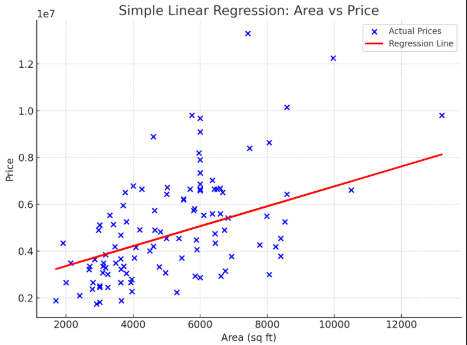 Simple Linear Regression: Area vs Price
1e7
Actual Prices
Regression Line
1.2
1.0
0.8
0.6
0.4
0.2
Price
2000 4000 6000 8000 10000 12000
Area (sq ft)